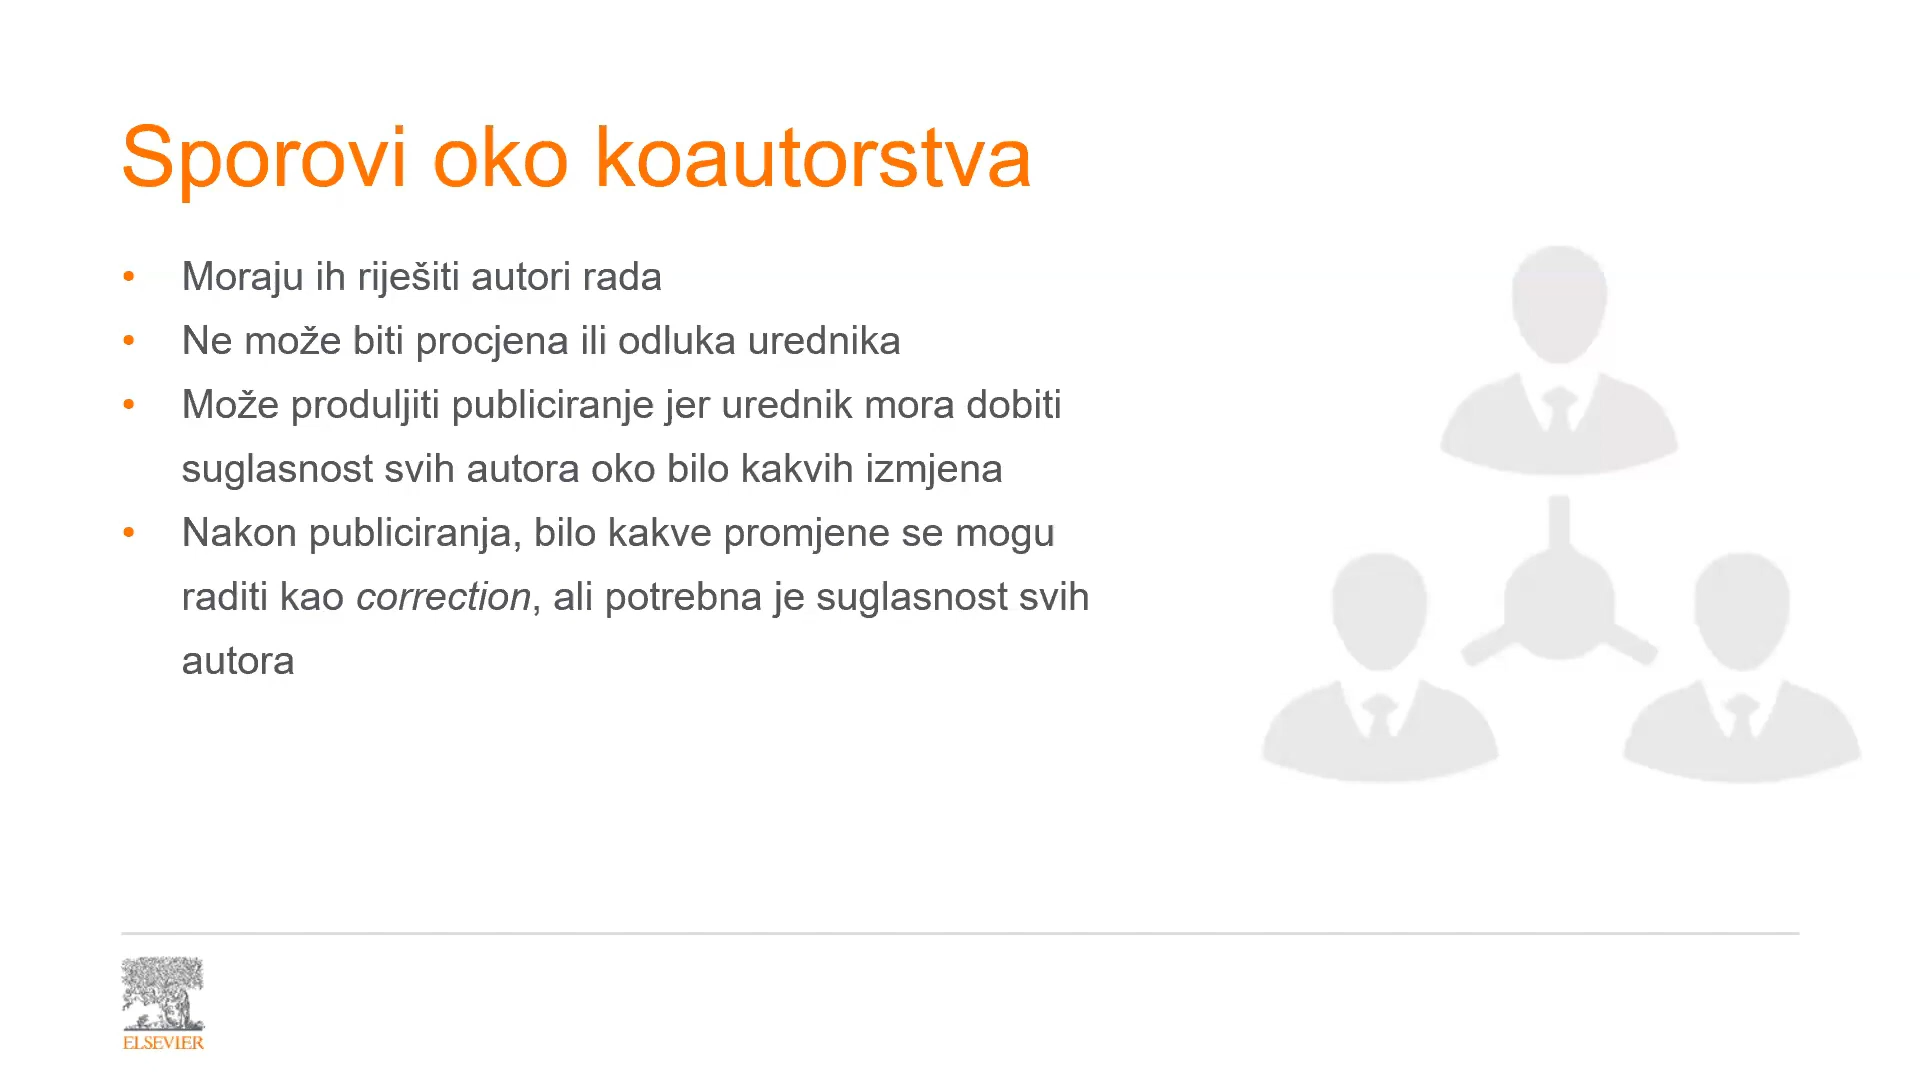 Sporovi oko koautorstva
• Moraju ih riješiti autori rada
• Ne može biti procjena ili odluka urednika
• Može produljiti publiciranje jer urednik mora dobiti
suglasnost svih autora oko bilo kakvih izmjena
• Nakon publiciranja, bilo kakve promjene se mogu
raditi kao correction, ali potrebna je suglasnost svih
autora
ELSEVIER